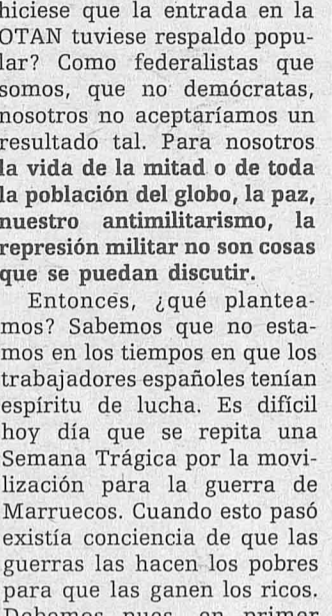 hiciese que la entrada en la
OTAN tuviese respaldo popu-
lar? Como federalistas que
somos, que no demócratas,
nosotros no aceptaríamos un
resultado tal. Para nosotros
la vida de la mitad o de toda
la población del globo, la paz,
nuestro antimilitarismo, la
represión militar no son cosas
que se puedan discutir.
Entonces, ¿qué plantea-
mos? Sabemos que no esta-
mos en los tiempos en que los
trabajadores españoles tenían
espíritu de lucha. Es difícil
hoy día que se repita una
Semana Trágica por la movi-
lización para la guerra de
Marruecos. Cuando esto pasó
existía conciencia de que las
guerras las hacen los pobres
para que las ganen los ricos.
Debemos pues, en primer